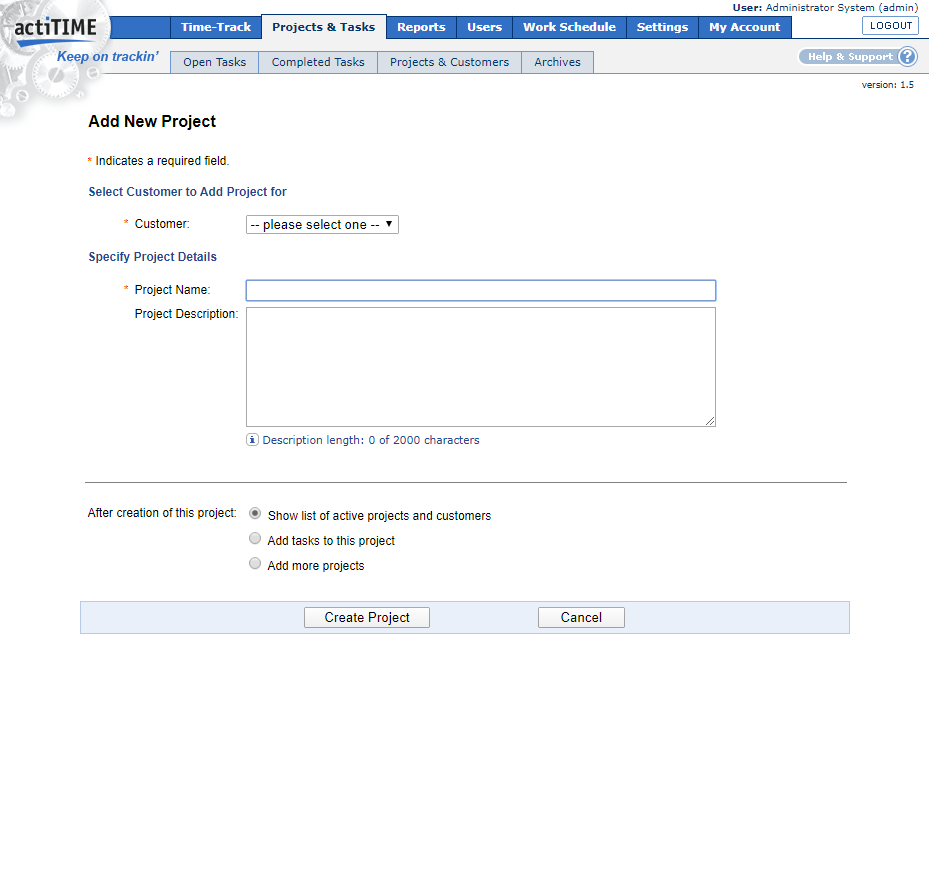 User: Administrator System (admin)
actiTIME
Time-Track Projects & Tasks Reports Users Work Schedule Settings My Account LOGOUT
Keep on trackin'
Open Tasks Completed Tasks Projects & Customers Archives Help & Support ?
version: 1.5
Add New Project
* Indicates a required field.
Select Customer to Add Project for
* Customer: -- please select one --
Specify Project Details
* Project Name:
Project Description:
i Description length: 0 of 2000 characters
After creation of this project: Show list of active projects and customers
Add tasks to this project
Add more projects
Create Project Cancel